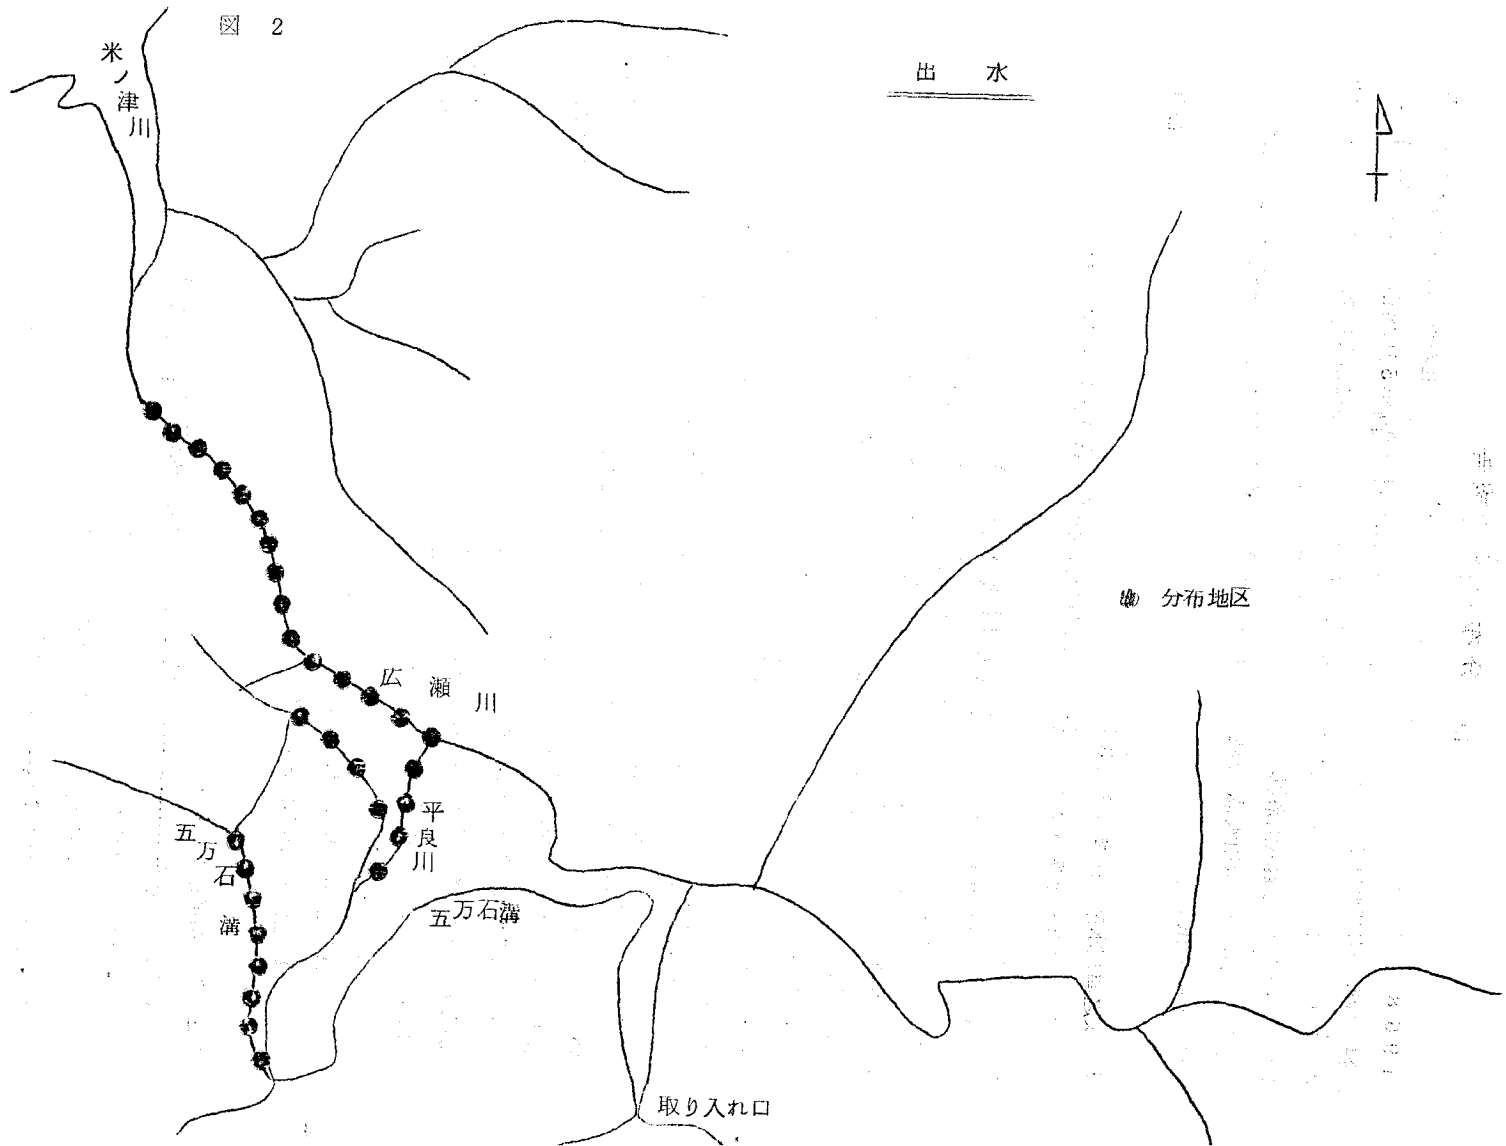 図 2
出 水
米ノ津川
分布地区
広瀬川
平良川
五万石溝
五万石溝
取り入れ口